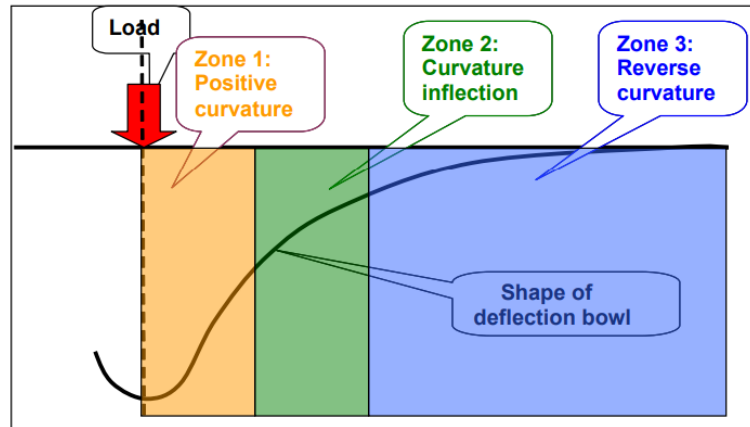 Load
Zone 1:
Positive
curvature
Zone 2:
Curvature
inflection
Zone 3:
Reverse
curvature
Shape of
deflection bowl